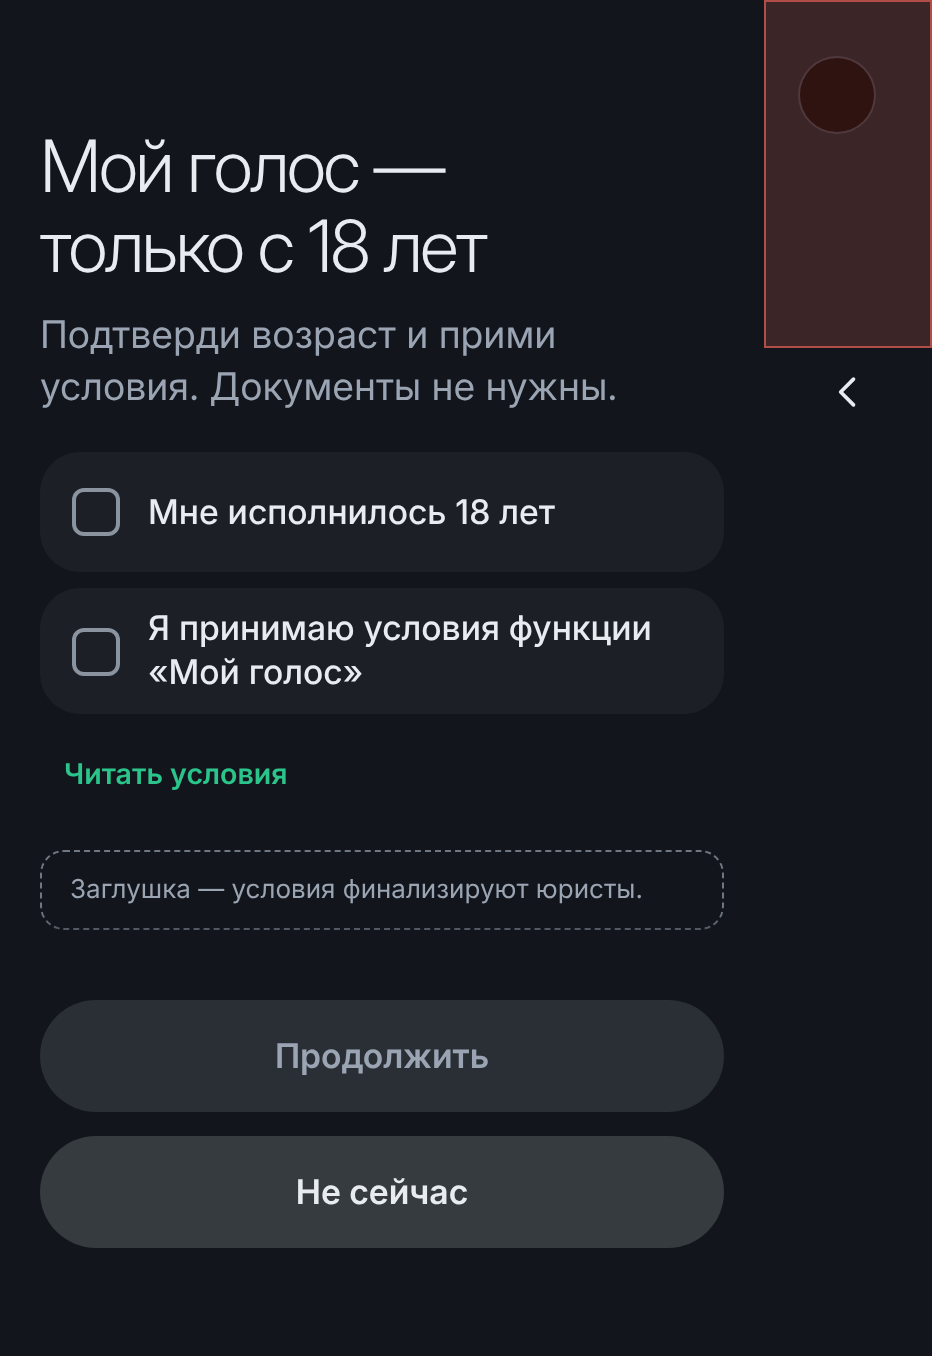 Мой голос —
только с 18 лет
Подтверди возраст и прими
условия. Документы не нужны.
Мне исполнилось 18 лет
Я принимаю условия функции
«Мой голос»
Читать условия
Заглушка — условия финализируют юристы.
Продолжить
Не сейчас